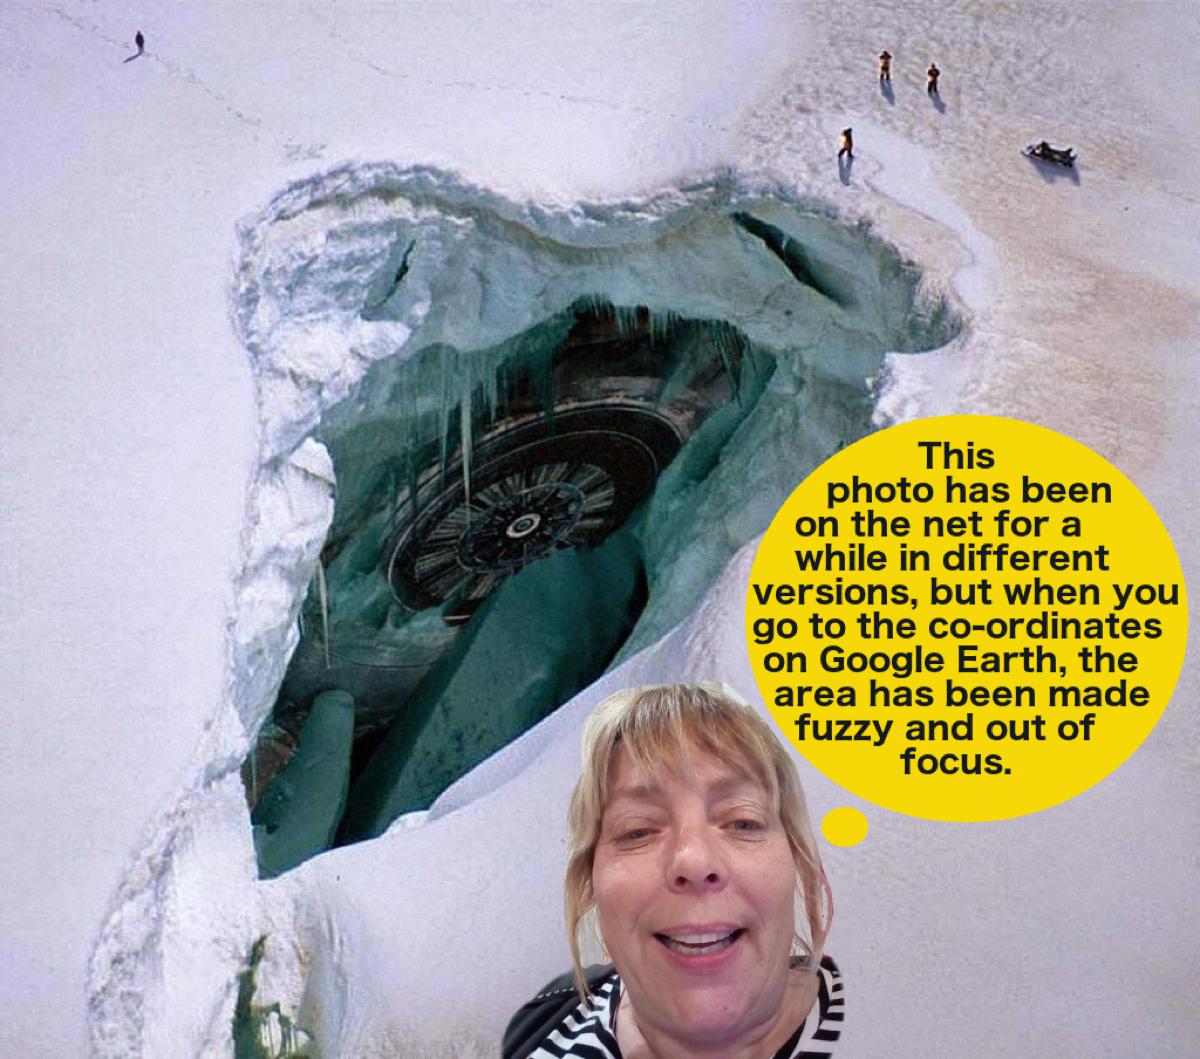 This
photo has been
on the net for a
while in different
versions, but when you
go to the co-ordinates
on Google Earth, the
area has been made
fuzzy and out of
focus.